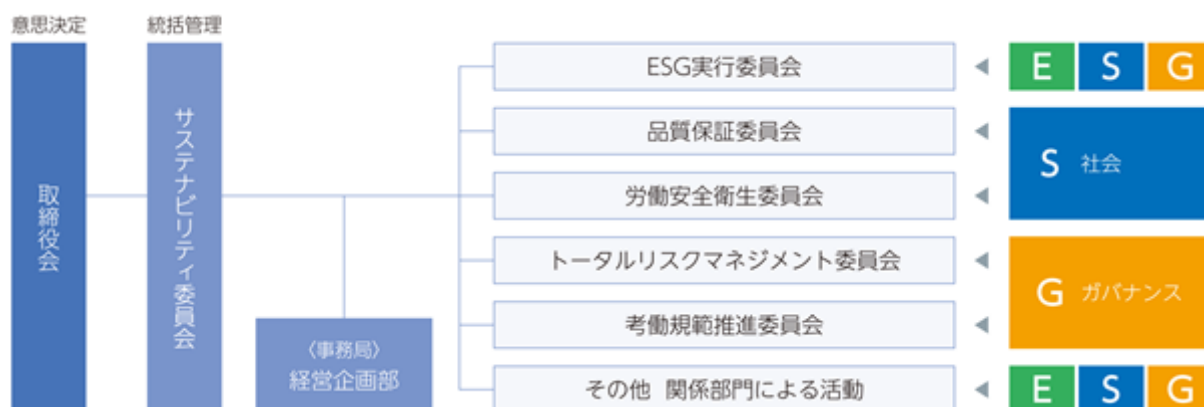 意思決定
統括管理
取締役会
サステナビリティ委員会
〈事務局〉
経営企画部
ESG実行委員会
E S G
品質保証委員会
労働安全衛生委員会
S 社会
トータルリスクマネジメント委員会
考働規範推進委員会
G ガバナンス
その他 関係部門による活動
E S G